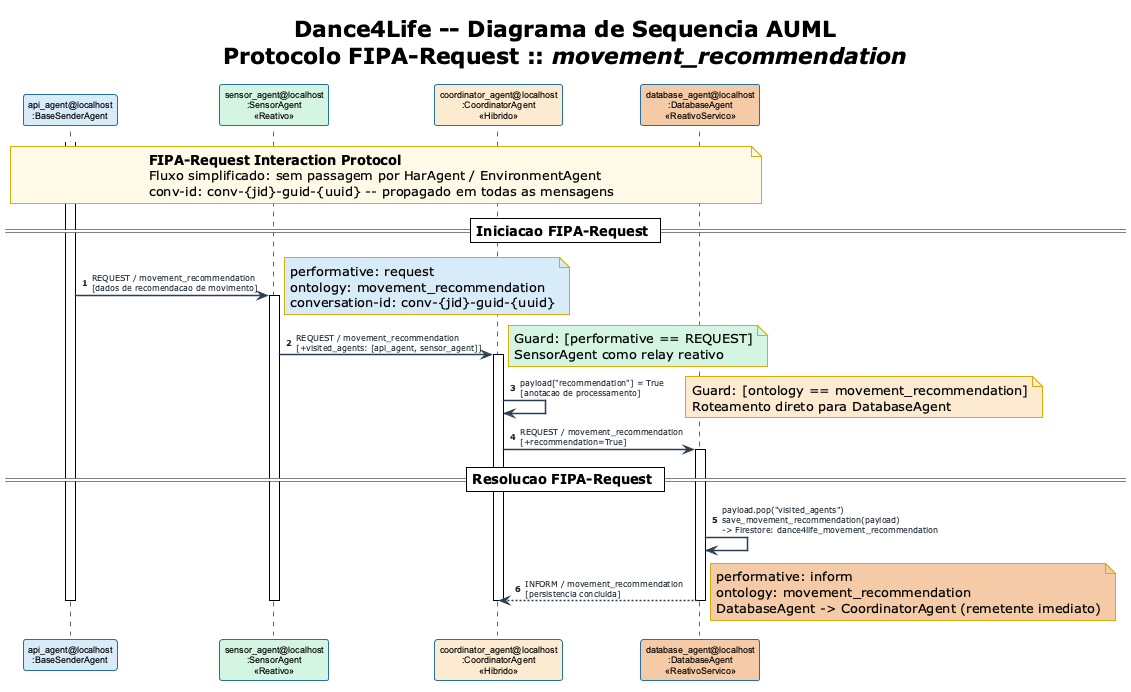 Dance4Life -- Diagrama de Sequencia AUML
Protocolo FIPA-Request :: movement_recommendation
api_agent@localhost
:BaseSenderAgent
sensor_agent@localhost
:SensorAgent
«Reativo»
coordinator_agent@localhost
:CoordinatorAgent
«Hibrido»
database_agent@localhost
:DatabaseAgent
«ReativoServico»
FIPA-Request Interaction Protocol
Fluxo simplificado: sem passagem por HarAgent / EnvironmentAgent
conv-id: conv-{jid}-guid-{uuid} -- propagado em todas as mensagens
Iniciacao FIPA-Request
1 REQUEST / movement_recommendation
[dados de recomendacao de movimento]
performative: request
ontology: movement_recommendation
conversation-id: conv-{jid}-guid-{uuid}
2 REQUEST / movement_recommendation
[+visited_agents: [api_agent, sensor_agent]]
Guard: [performative == REQUEST]
SensorAgent como relay reativo
3 payload["recommendation"] = True
[anotacao de processamento]
Guard: [ontology == movement_recommendation]
Roteamento direto para DatabaseAgent
4 REQUEST / movement_recommendation
[+recommendation=True]
Resolucao FIPA-Request
payload.pop("visited_agents")
5 save_movement_recommendation(payload)
-> Firestore: dance4life_movement_recommendation
6 INFORM / movement_recommendation
[persistencia concluida]
performative: inform
ontology: movement_recommendation
DatabaseAgent -> CoordinatorAgent (remetente imediato)
api_agent@localhost
:BaseSenderAgent
sensor_agent@localhost
:SensorAgent
«Reativo»
coordinator_agent@localhost
:CoordinatorAgent
«Hibrido»
database_agent@localhost
:DatabaseAgent
«ReativoServico»